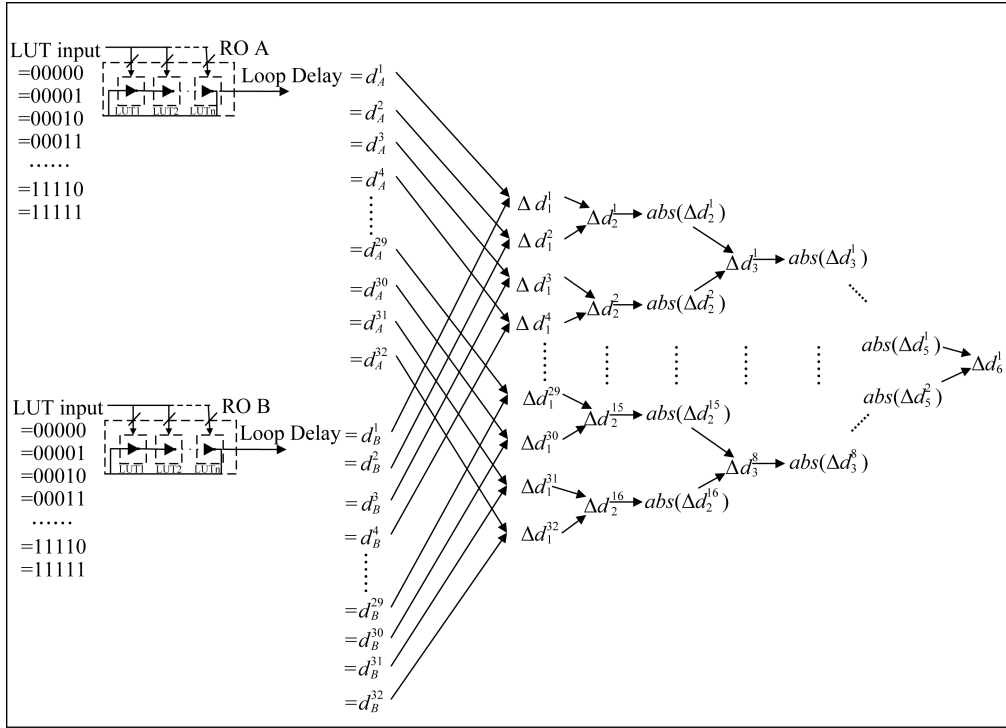 LUT input
=00000
=00001
=00010
=00011
......
=11110
=11111
RO A
LUT1 LUT2 LUTn
Loop Delay
=d_A^1
=d_A^2
=d_A^3
=d_A^4
......
=d_A^29
=d_A^30
=d_A^31
=d_A^32
LUT input
=00000
=00001
=00010
=00011
......
=11110
=11111
RO B
LUT1 LUT2 LUTn
Loop Delay
=d_B^1
=d_B^2
=d_B^3
=d_B^4
......
=d_B^29
=d_B^30
=d_B^31
=d_B^32
Δd_1^1
Δd_1^2
Δd_1^3
Δd_1^4
......
Δd_1^29
Δd_1^30
Δd_1^31
Δd_1^32
Δd_2^1
Δd_2^2
......
Δd_2^15
Δd_2^16
abs(Δd_2^1)
abs(Δd_2^2)
......
abs(Δd_2^15)
abs(Δd_2^16)
Δd_3^1
......
Δd_3^8
abs(Δd_3^1)
......
abs(Δd_3^8)
abs(Δd_5^1)
abs(Δd_5^2)
Δd_6^1